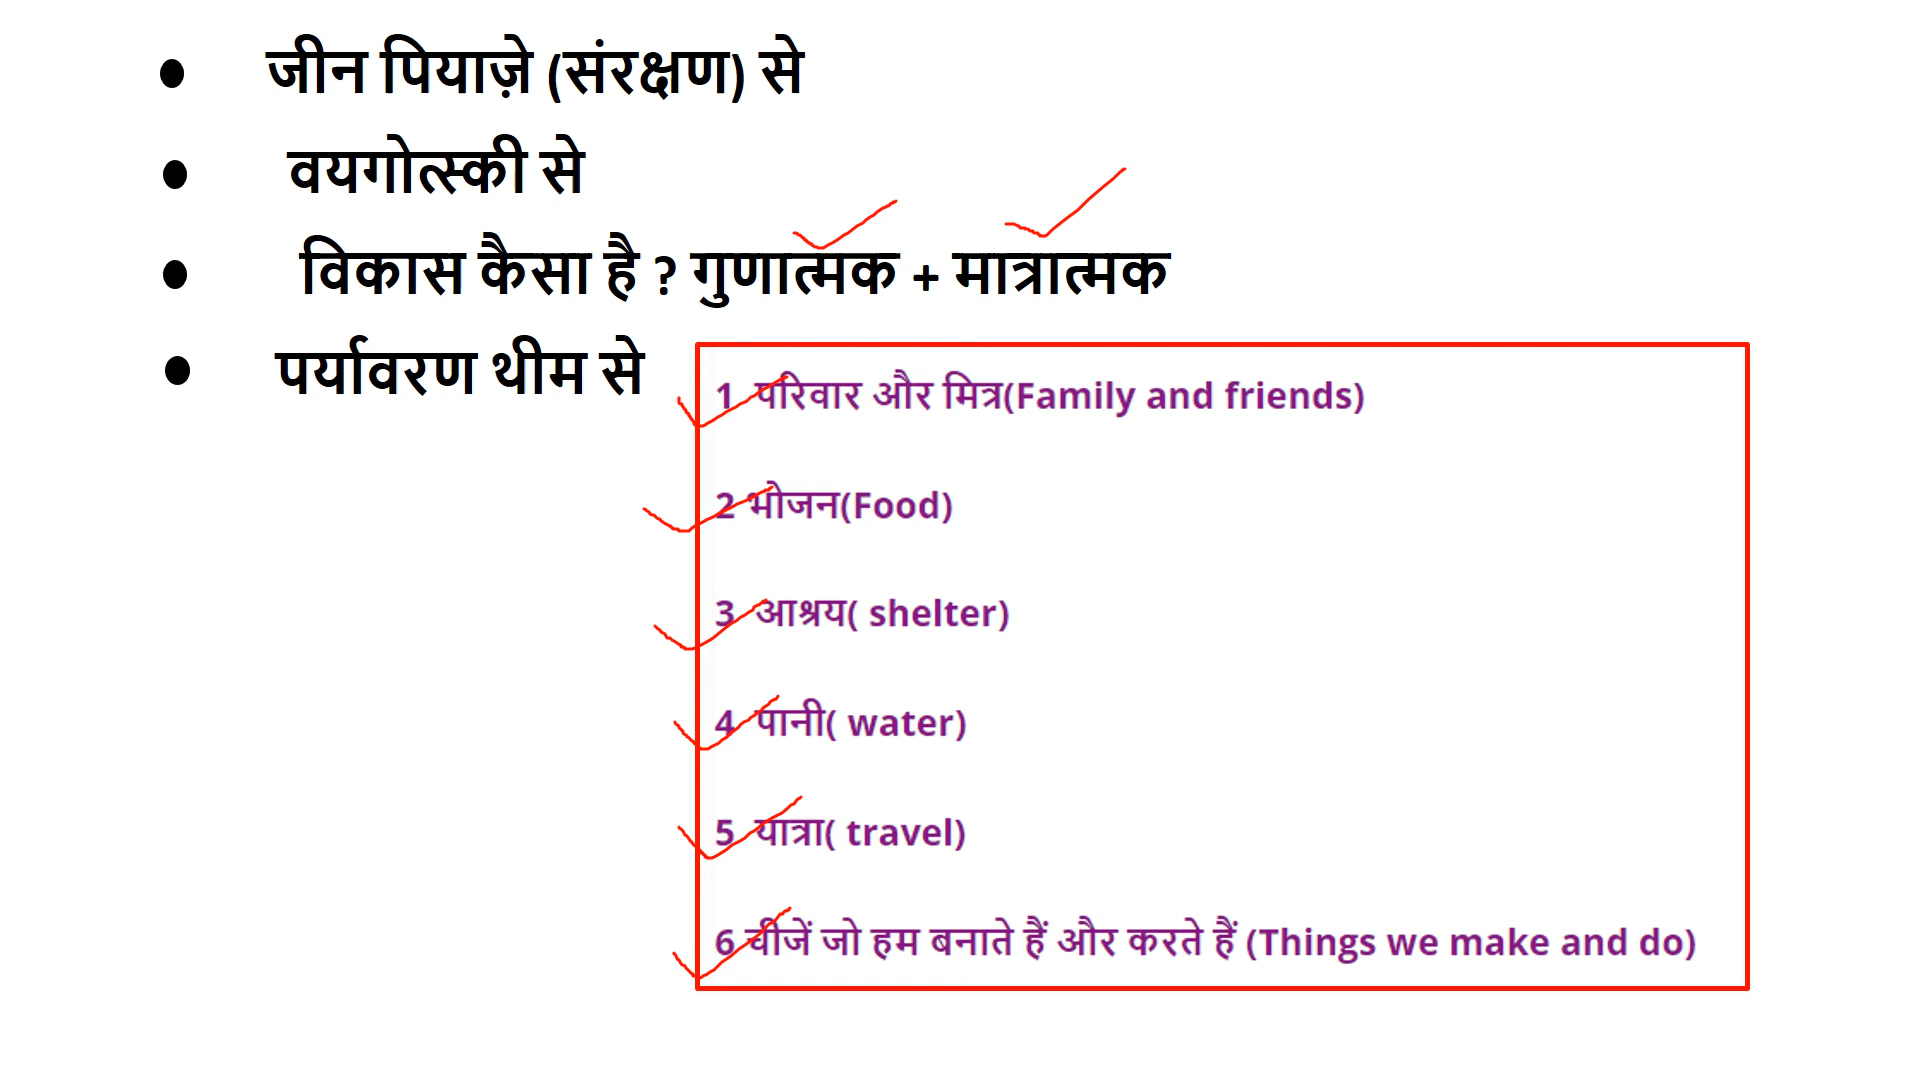 • जीन पियाज़े (संरक्षण) से
• वयगोत्स्की से
• विकास कैसा है ? गुणात्मक + मात्रात्मक
• पर्यावरण थीम से
1 परिवार और मित्र(Family and friends)
2 भोजन(Food)
3 आश्रय( shelter)
4 पानी( water)
5 यात्रा( travel)
6 चीजें जो हम बनाते हैं और करते हैं (Things we make and do)